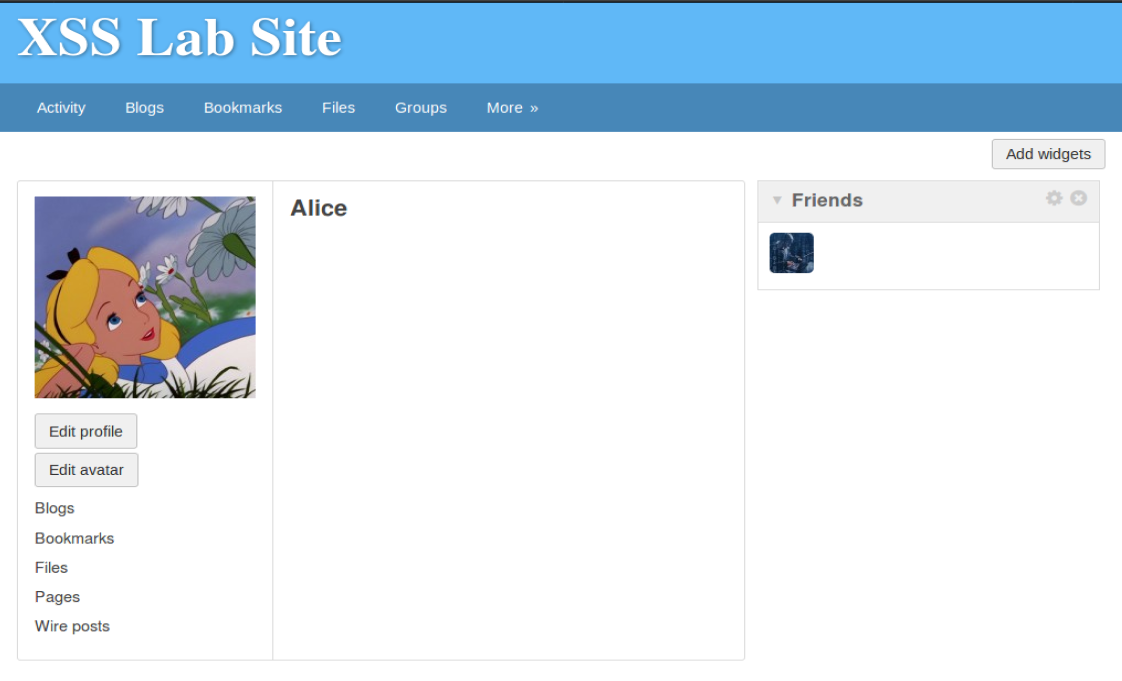 XSS Lab Site
Activity Blogs Bookmarks Files Groups More »
Add widgets
Alice
Friends
Edit profile
Edit avatar
Blogs
Bookmarks
Files
Pages
Wire posts